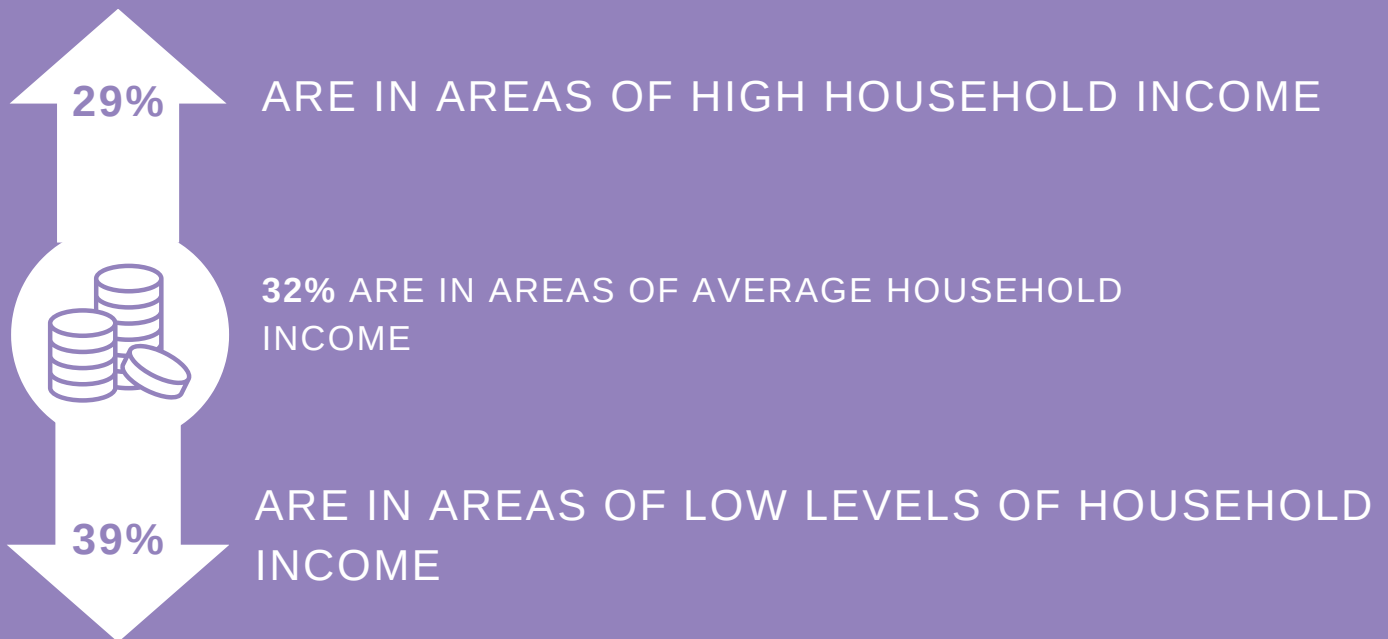 29%
ARE IN AREAS OF HIGH HOUSEHOLD INCOME
32% ARE IN AREAS OF AVERAGE HOUSEHOLD
INCOME
39%
ARE IN AREAS OF LOW LEVELS OF HOUSEHOLD
INCOME